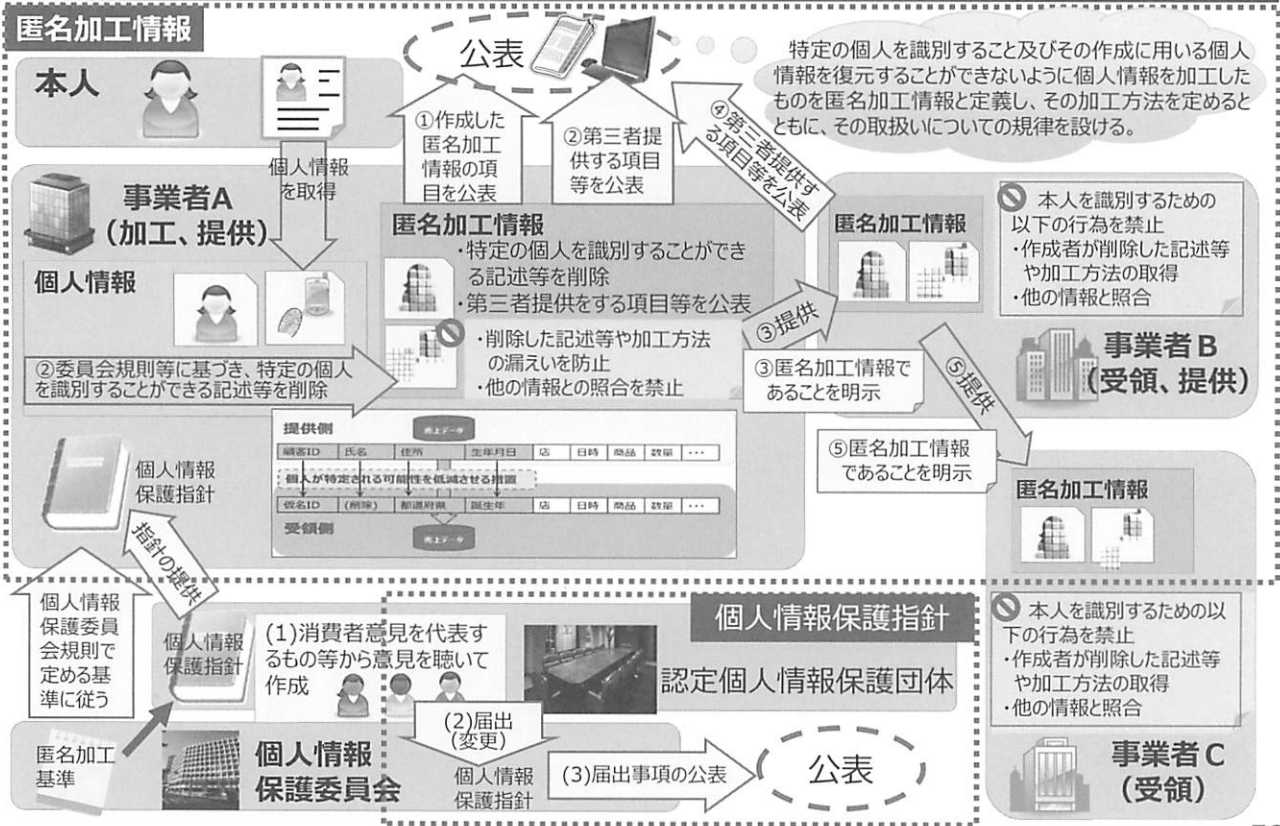 匿名加工情報
本人
公表
特定の個人を識別すること及びその作成に用いる個人
情報を復元することができないように個人情報を加工した
ものを匿名加工情報と定義し、その加工方法を定めると
ともに、その取扱いについての規律を設ける。
個人情報
を取得
①作成した
匿名加工
情報の項
目を公表
②第三者提
供する項目
等を公表
④第三者提供す
る項目等を公表
事業者A
(加工、提供)
個人情報
②委員会規則等に基づき、特定の個人
を識別することができる記述等を削除
匿名加工情報
・特定の個人を識別することができ
る記述等を削除
・第三者提供をする項目等を公表
・削除した記述等や加工方法
の漏えいを防止
・他の情報との照合を禁止
③提供
③匿名加工情報で
あることを明示
匿名加工情報
本人を識別するための
以下の行為を禁止
・作成者が削除した記述等
や加工方法の取得
・他の情報と照合
事業者B
(受領、提供)
⑤提供
⑤匿名加工情報
であることを明示
提供側
売上データ
顧客ID 氏名 住所 生年月日 店 日時 商品 数量 ・・・
個人が特定される可能性を低減させる措置
仮名ID (削除) 都道府県 誕生年 店 日時 商品 数量 ・・・
受領側
売上データ
個人情報
保護指針
指針の提供
匿名加工情報
本人を識別するための以
下の行為を禁止
・作成者が削除した記述等
や加工方法の取得
・他の情報と照合
事業者C
(受領)
個人情報
保護委員
会規則で
定める基
準に従う
個人情報
保護指針
(1)消費者意見を代表す
るもの等から意見を聴いて
作成
個人情報保護指針
認定個人情報保護団体
匿名加工
基準
個人情報
保護委員会
(2)届出
(変更)
個人情報
保護指針
(3)届出事項の公表
公表